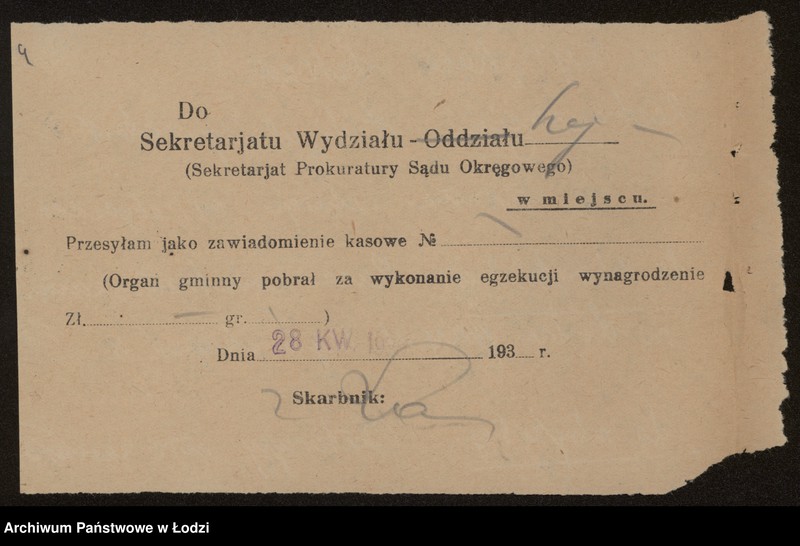 4
Do
Sekretarjatu Wydziału - Oddziału
(Sekretarjat Prokuratury Sądu Okręgowego)
w miejscu.
Przesyłam jako zawiadomienie kasowe №
(Organ gminny pobrał za wykonanie egzekucji wynagrodzenie
Zł. — gr. )
Dnia 28 KW. 193 r.
Skarbnik:
Archiwum Państwowe w Łodzi